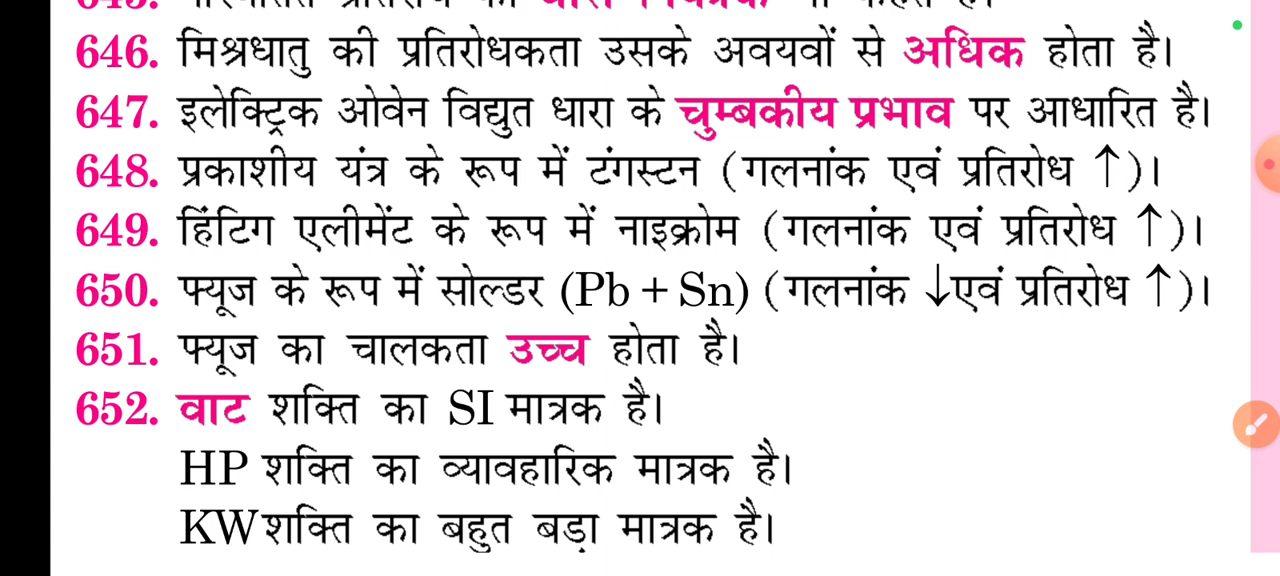 646. मिश्रधातु की प्रतिरोधकता उसके अवयवों से अधिक होता है।
647. इलेक्ट्रिक ओवेन विद्युत धारा के चुम्बकीय प्रभाव पर आधारित है।
648. प्रकाशीय यंत्र के रूप में टंगस्टन (गलनांक एवं प्रतिरोध ↑)।
649. हिंटिग एलीमेंट के रूप में नाइक्रोम (गलनांक एवं प्रतिरोध ↑)।
650. फ्यूज के रूप में सोल्डर (Pb + Sn) (गलनांक ↓एवं प्रतिरोध ↑)।
651. फ्यूज का चालकता उच्च होता है।
652. वाट शक्ति का SI मात्रक है।
HP शक्ति का व्यावहारिक मात्रक है।
KW शक्ति का बहुत बड़ा मात्रक है।